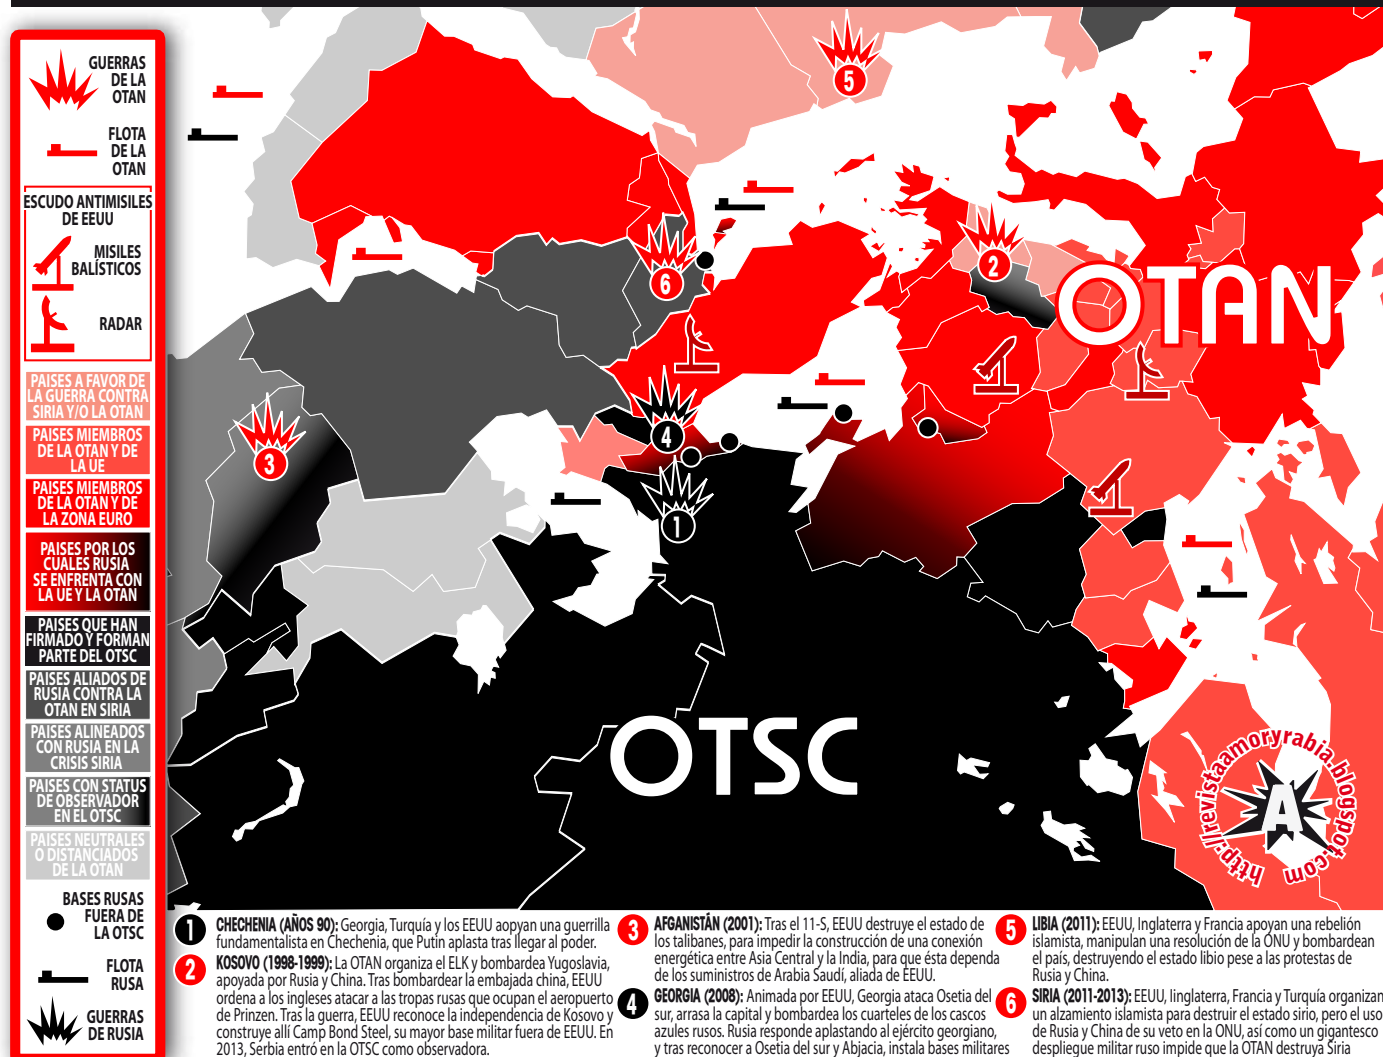 GUERRAS
DE LA
OTAN
FLOTA
DE LA
OTAN
ESCUDO ANTIMISILES
DE EEUU
MISILES
BALÍSTICOS
RADAR
PAISES A FAVOR DE
LA GUERRA CONTRA
SIRIA Y/O LA OTAN
PAISES MIEMBROS
DE LA OTAN Y DE
LA UE
PAISES MIEMBROS
DE LA OTAN Y DE
LA ZONA EURO
PAISES POR LOS
CUALES RUSIA
SE ENFRENTA CON
LA UE Y LA OTAN
PAISES QUE HAN
FIRMADO Y FORMAN
PARTE DEL OTSC
PAISES ALIADOS DE
RUSIA CONTRA LA
OTAN EN SIRIA
PAISES ALINEADOS
CON RUSIA EN LA
CRISIS SIRIA
PAISES CON STATUS
DE OBSERVADOR
EN EL OTSC
PAISES NEUTRALES
O DISTANCIADOS
DE LA OTAN
BASES RUSAS
FUERA DE
LA OTSC
FLOTA
RUSA
GUERRAS
DE RUSIA
5
2
6
OTAN
4
3
1
OTSC
http://revistaamoryrabia.blogspot.com
A
1 CHECHENIA (AÑOS 90): Georgia, Turquía y los EEUU aopyan una guerrilla
fundamentalista en Chechenia, que Putin aplasta tras llegar al poder.
2 KOSOVO (1998-1999): La OTAN organiza el ELK y bombardea Yugoslavia,
apoyada por Rusia y China. Tras bombardear la embajada china, EEUU
ordena a los ingleses atacar a las tropas rusas que ocupan el aeropuerto
de Prinzen. Tras la guerra, EEUU reconoce la independencia de Kosovo y
construye allí Camp Bond Steel, su mayor base militar fuera de EEUU. En
2013, Serbia entró en la OTSC como observadora.
3 AFGANISTÁN (2001): Tras el 11-S, EEUU destruye el estado de
los talibanes, para impedir la construcción de una conexión
energética entre Asia Central y la India, para que ésta dependa
de los suministros de Arabia Saudí, aliada de EEUU.
4 GEORGIA (2008): Animada por EEUU, Georgia ataca Osetia del
sur, arrasa la capital y bombardea los cuarteles de los cascos
azules rusos. Rusia responde aplastando al ejército georgiano,
y tras reconocer a Osetia del sur y Abjacia, instala bases militares
5 LIBIA (2011): EEUU, Inglaterra y Francia apoyan una rebelión
islamista, manipulan una resolución de la ONU y bombardean
el país, destruyendo el estado libio pese a las protestas de
Rusia y China.
6 SIRIA (2011-2013): EEUU, Iinglaterra, Francia y Turquía organizan
un alzamiento islamista para destruir el estado sirio, pero el uso
de Rusia y China de su veto en la ONU, así como un gigantesco
despliegue militar ruso impide que la OTAN destruya Siria